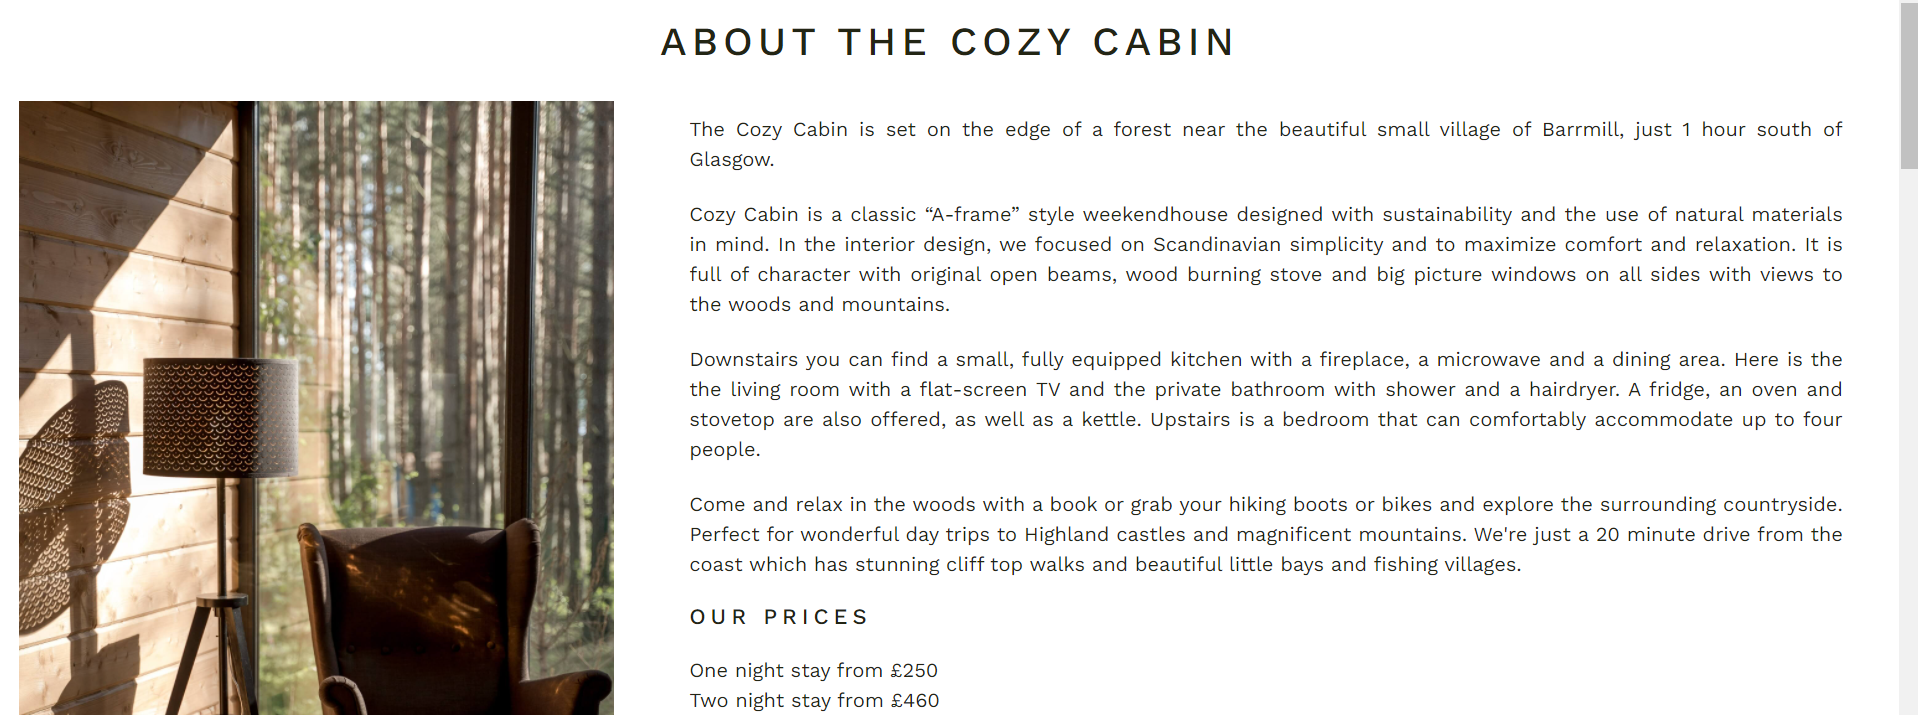 ABOUT THE COZY CABIN
The Cozy Cabin is set on the edge of a forest near the beautiful small village of Barrmill, just 1 hour south of
Glasgow.
Cozy Cabin is a classic “A-frame” style weekendhouse designed with sustainability and the use of natural materials
in mind. In the interior design, we focused on Scandinavian simplicity and to maximize comfort and relaxation. It is
full of character with original open beams, wood burning stove and big picture windows on all sides with views to
the woods and mountains.
Downstairs you can find a small, fully equipped kitchen with a fireplace, a microwave and a dining area. Here is the
the living room with a flat-screen TV and the private bathroom with shower and a hairdryer. A fridge, an oven and
stovetop are also offered, as well as a kettle. Upstairs is a bedroom that can comfortably accommodate up to four
people.
Come and relax in the woods with a book or grab your hiking boots or bikes and explore the surrounding countryside.
Perfect for wonderful day trips to Highland castles and magnificent mountains. We're just a 20 minute drive from the
coast which has stunning cliff top walks and beautiful little bays and fishing villages.
OUR PRICES
One night stay from £250
Two night stay from £460